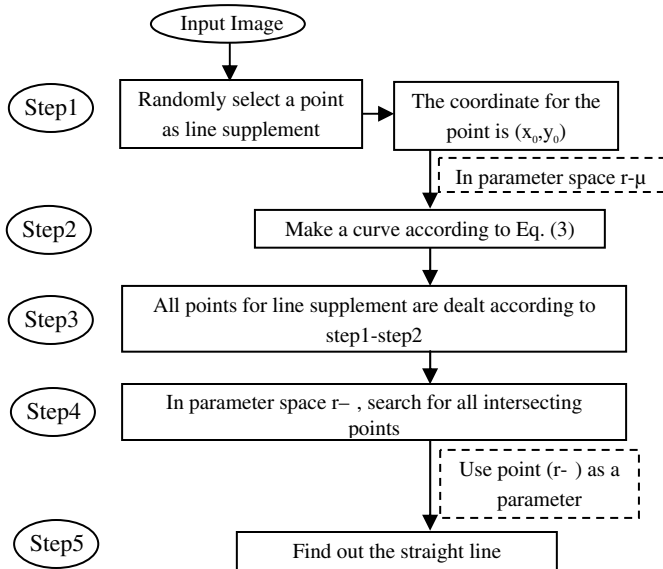 Input Image
Step1
Randomly select a point
as line supplement
The coordinate for the
point is (x₀,y₀)
In parameter space r-μ
Step2
Make a curve according to Eq. (3)
Step3
All points for line supplement are dealt according to
step1-step2
Step4
In parameter space r– , search for all intersecting
points
Use point (r- ) as a
parameter
Step5
Find out the straight line